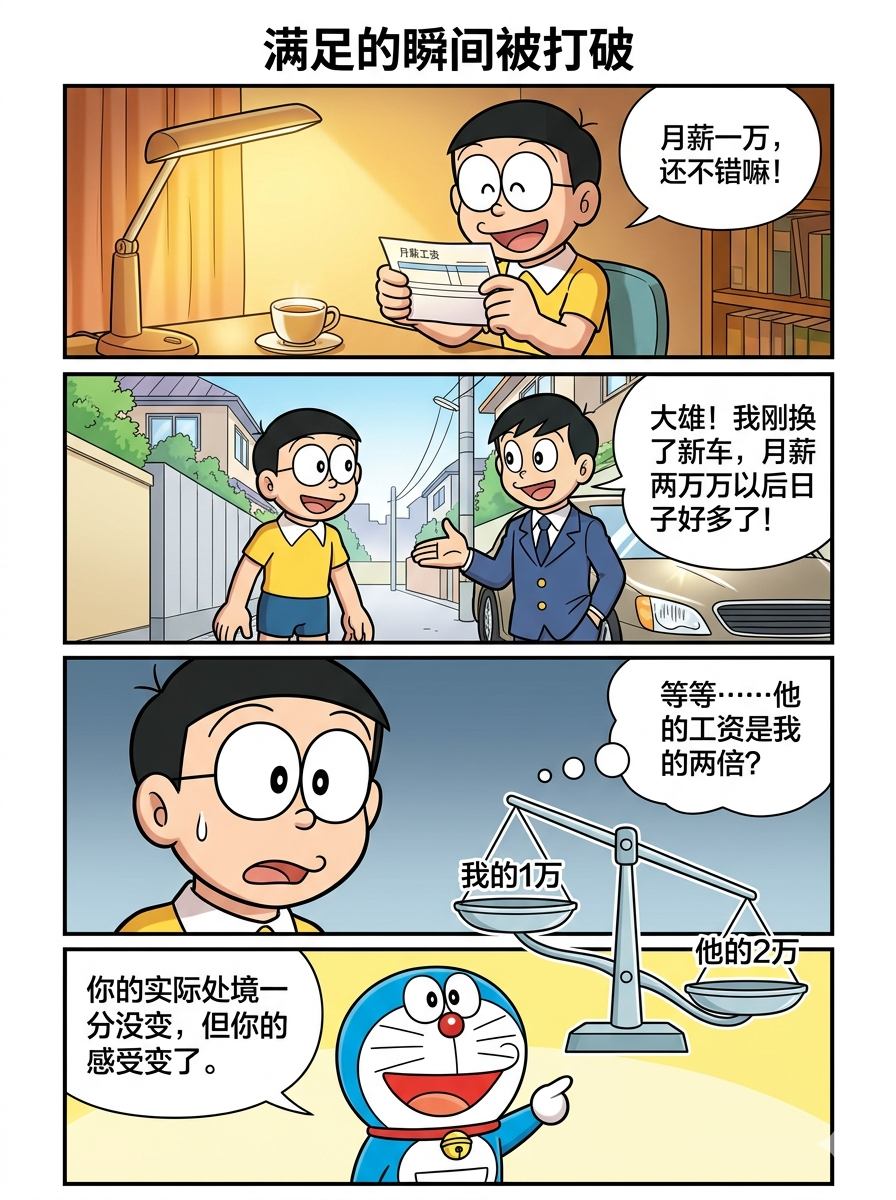 满足的瞬间被打破
月薪一万，
还不错嘛！
月薪工资
大雄！我刚换
了新车，月薪
两万万以后日
子好多了！
等等……他
的工资是我
的两倍？
我的1万
他的2万
你的实际处境一
分没变，但你的
感受变了。